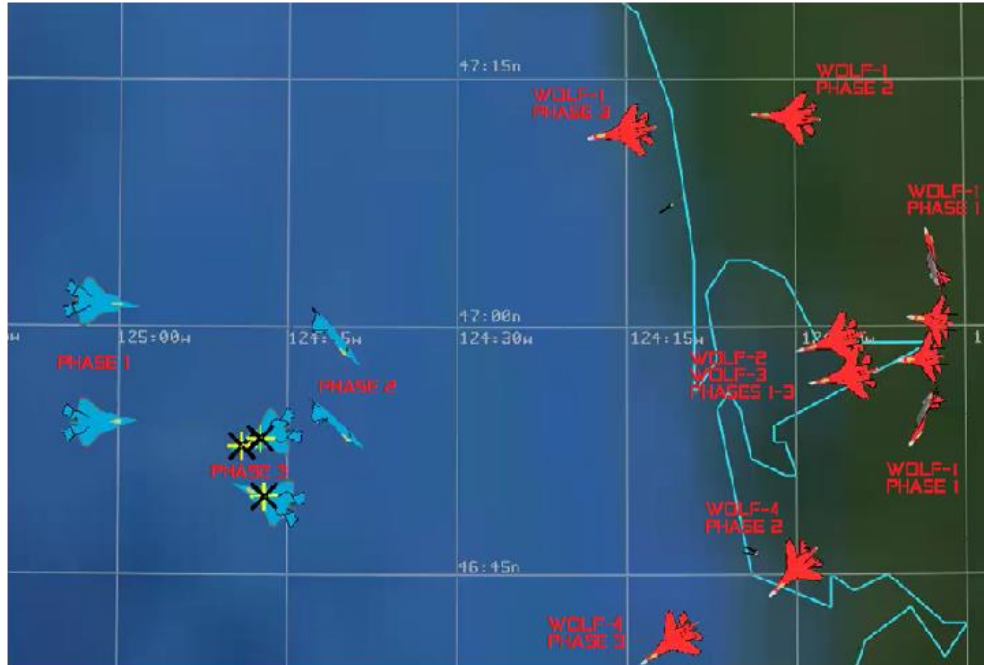 47:15n
WOLF-1
PHASE 2
WOLF-1
PHASE 3
WOLF-1
PHASE 1
47:00n
125:00w
124:30w
124:15w
PHASE 1
PHASE 2
WOLF-2
WOLF-3
PHASES 1-3
PHASE 3
WOLF-1
PHASE 1
WOLF-4
PHASE 2
46:45n
WOLF-4
PHASE 3